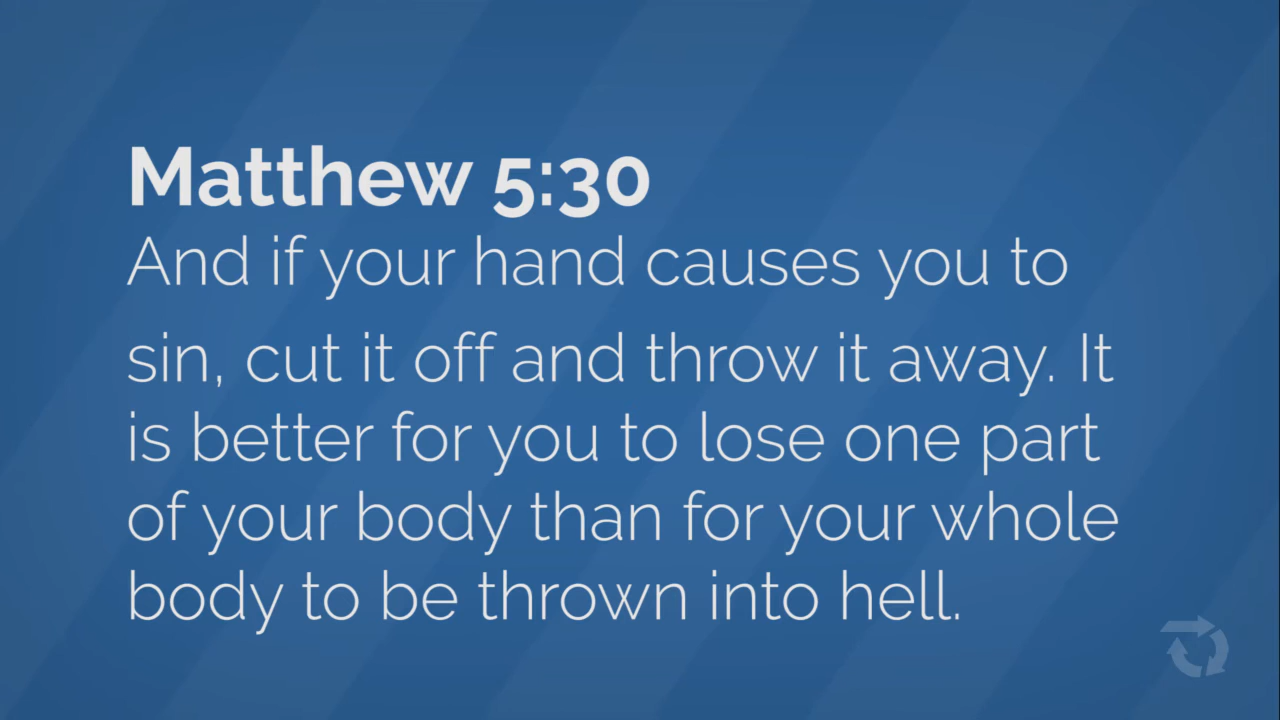 Matthew 5:30
And if your hand causes you to
sin, cut it off and throw it away. It
is better for you to lose one part
of your body than for your whole
body to be thrown into hell.